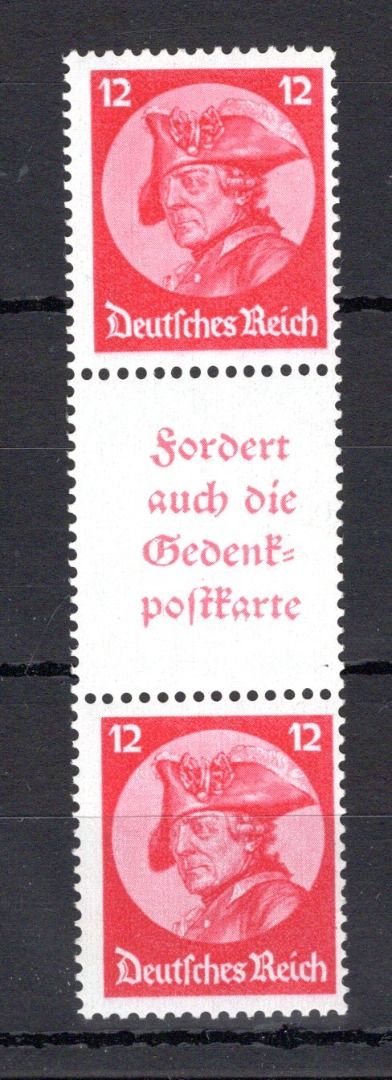 12 12
Deutſches Reich
Fordert
auch die
Gedenk⸗
poſtkarte
12 12
Deutſches Reich